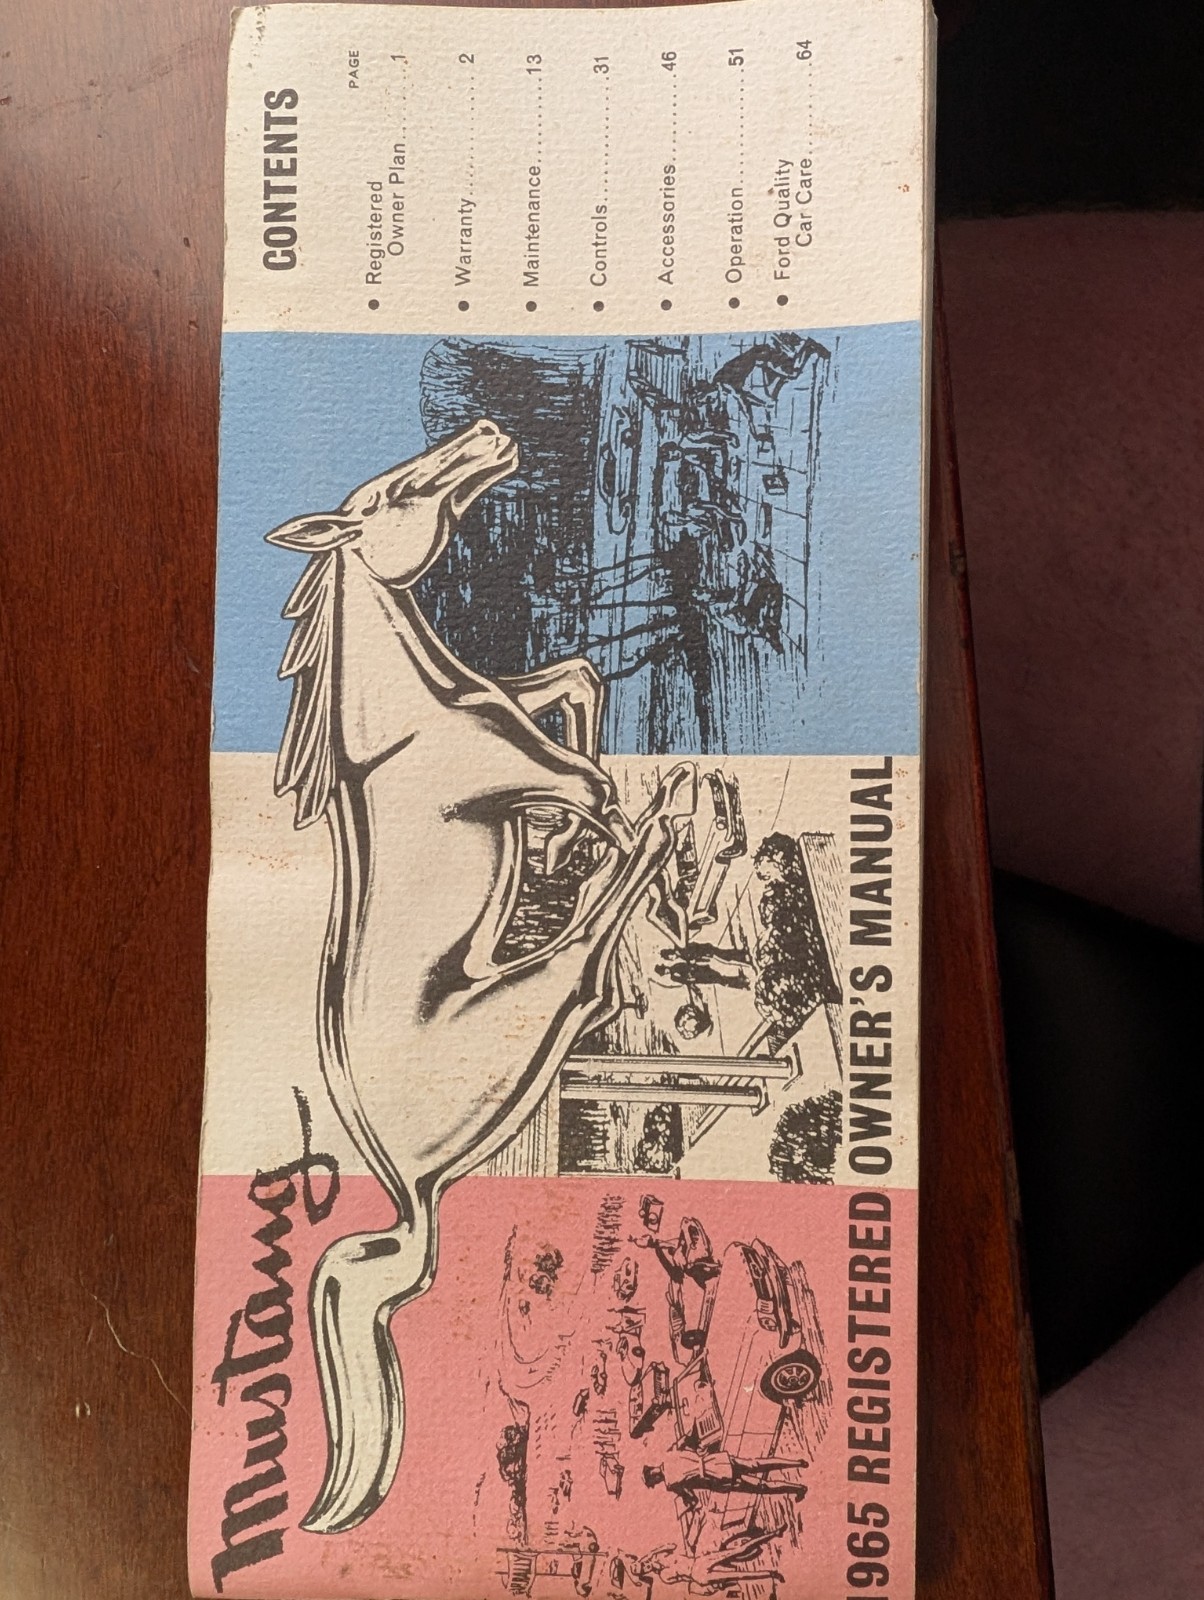 Mustang
CONTENTS
PAGE
• Registered
Owner Plan.......1
• Warranty............2
• Maintenance.........13
• Controls............31
• Accessories.........46
• Operation...........51
• Ford Quality
Car Care.........64
RALLY
1965 REGISTERED OWNER'S MANUAL